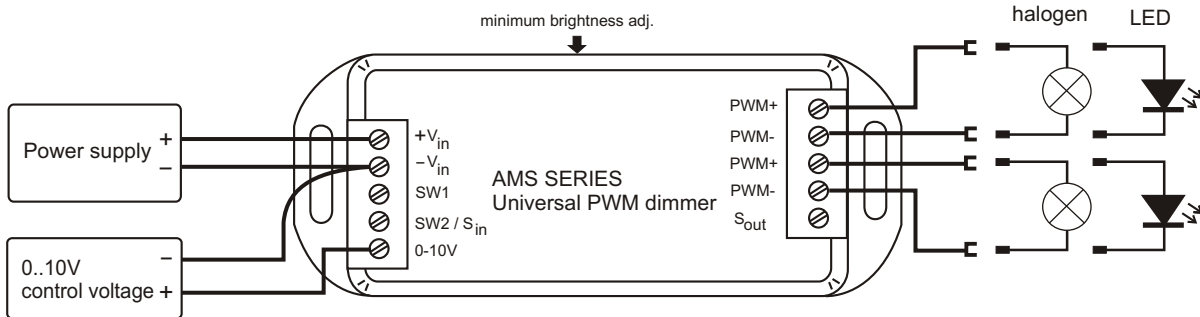 minimum brightness adj.
halogen
LED
Power supply +
−
+Vin
−Vin
SW1
SW2 / Sin
0-10V
AMS SERIES
Universal PWM dimmer
PWM+
PWM-
PWM+
PWM-
Sout
0..10V −
control voltage +